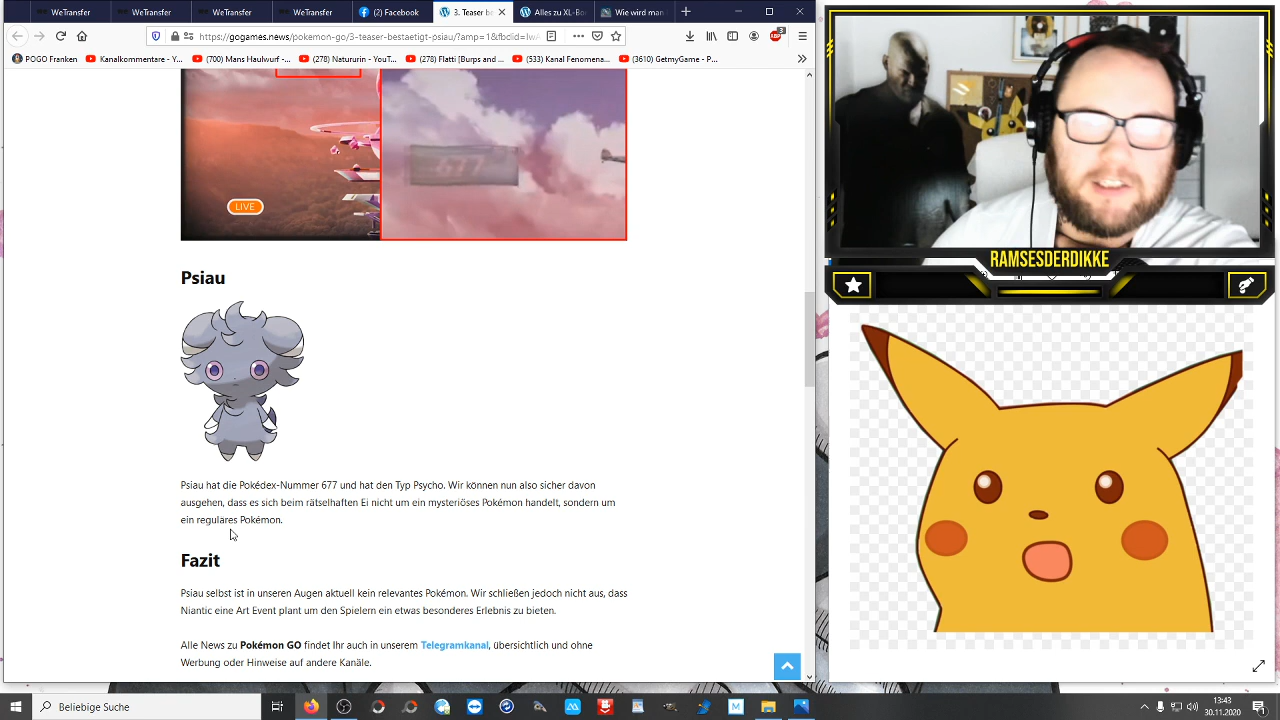 WeTransfer
WeTransfer
WeTransfer
WeTransfer
(2) Facebook
3. Teaser be
Alles zu XL-Bo
Wie wird man
https://gogames.news/pokemon-go-3-teaser-bestaetigt-psiau/?amp=1&fbclid=IwA
POGO Franken
Kanalkommentare - Y...
(700) Mans Haulwurf -...
(278) Natururin - YouT...
(278) Flatti [Burps and ...
(533) Kanal Fenomena...
(3610) GetmyGame - P...
677
LIVE
Psiau
Psiau hat die Pokédex-Nummer 677 und hat den Typ Psycho. Wir können nun also sicher davon
ausgehen, dass es sich beim rätselhaften Ei nicht um ein mysteriöses Pokémon handelt, sondern um
ein reguläres Pokémon.
Fazit
Psiau selbst ist in unseren Augen aktuell kein relevantes Pokémon. Wir schließen jedoch nicht aus, dass
Niantic eine Art Event plant um den Spielern ein etwas besonderes Erlebnis zu bieten.
Alle News zu Pokémon GO findet Ihr auch in unserem Telegramkanal, übersichtlich und ohne
Werbung oder Hinweise auf andere Kanäle.
RAMSESDERDIKKE
Beliebige Suche
13:43
30.11.2020